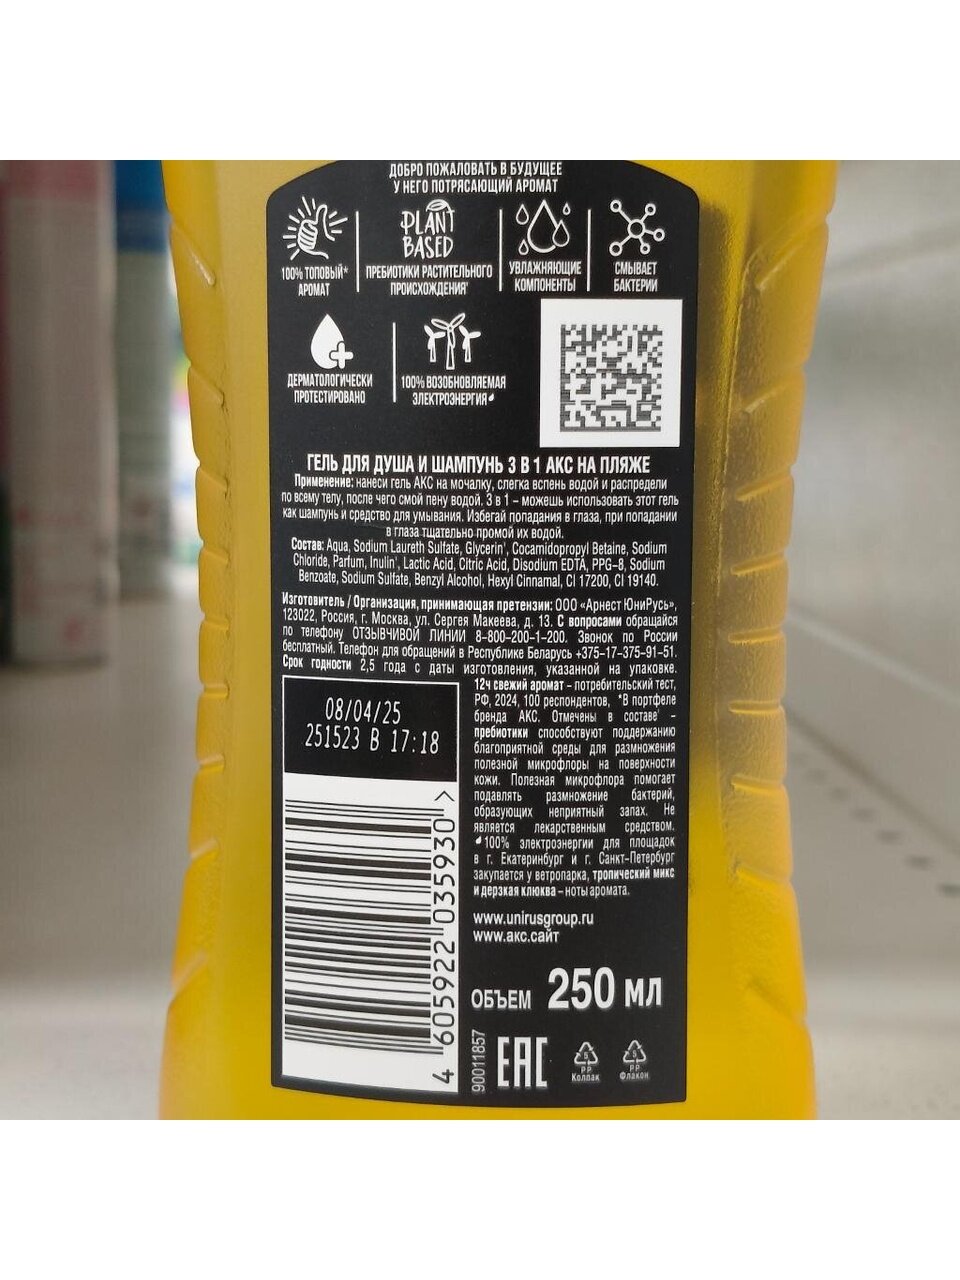 ДОБРО ПОЖАЛОВАТЬ В БУДУЩЕЕ
У НЕГО ПОТРЯСАЮЩИЙ АРОМАТ
100% ТОПОВЫЙ*
АРОМАТ
PLANT
BASED
ПРЕБИОТИКИ РАСТИТЕЛЬНОГО
ПРОИСХОЖДЕНИЯ'
УВЛАЖНЯЮЩИЕ
КОМПОНЕНТЫ
СМЫВАЕТ
БАКТЕРИИ
ДЕРМАТОЛОГИЧЕСКИ
ПРОТЕСТИРОВАНО
100% ВОЗОБНОВЛЯЕМАЯ
ЭЛЕКТРОЭНЕРГИЯ
ГЕЛЬ ДЛЯ ДУША И ШАМПУНЬ 3 В 1 АКС НА ПЛЯЖЕ
Применение: нанеси гель АКС на мочалку, слегка вспень водой и распредели
по всему телу, после чего смой пену водой. 3 в 1 – можешь использовать этот гель
как шампунь и средство для умывания. Избегай попадания в глаза, при попадании
в глаза тщательно промой их водой.
Состав: Aqua, Sodium Laureth Sulfate, Glycerin', Cocamidopropyl Betaine, Sodium
Chloride, Parfum, Inulin', Lactic Acid, Citric Acid, Disodium EDTA, PPG-8, Sodium
Benzoate, Sodium Sulfate, Benzyl Alcohol, Hexyl Cinnamal, CI 17200, CI 19140.
Изготовитель / Организация, принимающая претензии: ООО «Арнест ЮниРусь»,
123022, Россия, г. Москва, ул. Сергея Макеева, д. 13. С вопросами обращайся
по телефону ОТЗЫВЧИВОЙ ЛИНИИ 8-800-200-1-200. Звонок по России
бесплатный. Телефон для обращений в Республике Беларусь +375-17-375-91-51.
Срок годности 2,5 года с даты изготовления, указанной на упаковке.
08/04/25
251523 В 17:18
12ч свежий аромат – потребительский тест,
РФ, 2024, 100 респондентов, *В портфеле
бренда АКС. Отмечены в составе' –
пребиотики способствуют поддержанию
благоприятной среды для размножения
полезной микрофлоры на поверхности
кожи. Полезная микрофлора помогает
подавлять размножение бактерий,
образующих неприятный запах. Не
является лекарственным средством.
100% электроэнергии для площадок
в г. Екатеринбург и г. Санкт-Петербург
закупается у ветропарка, тропический микс
и дерзкая клюква – ноты аромата.
www.unirusgroup.ru
www.акс.сайт
ОБЪЕМ 250 мл
4 605922 035930 >
90011857
EAC
5
PP
Колпак
5
PP
Флакон